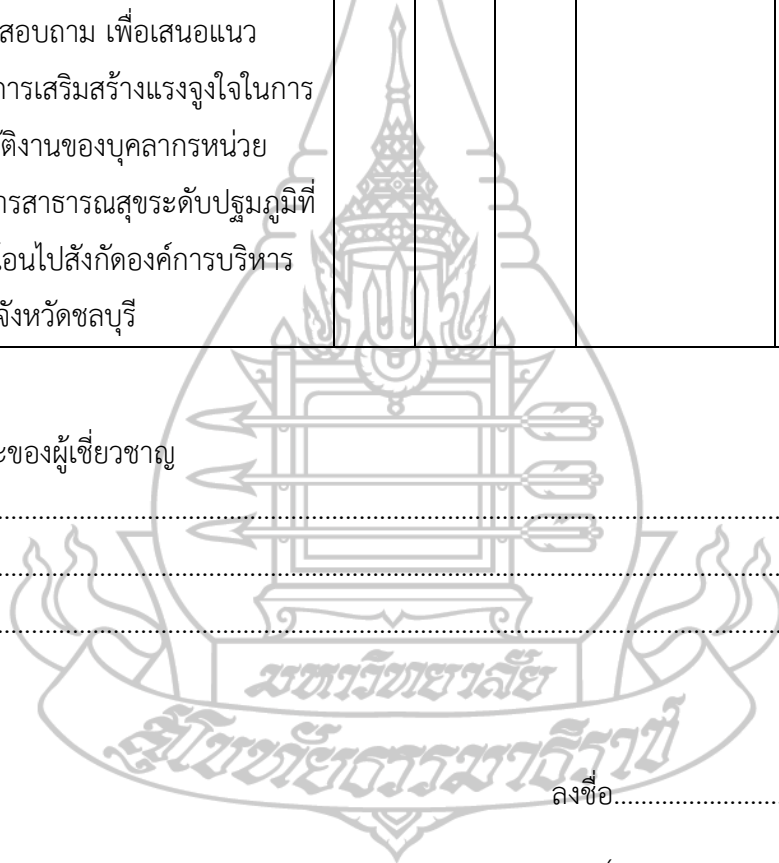 สอบถาม เพื่อเสนอแนว
การเสริมสร้างแรงจูงใจในการ
ัติงานของบุคลากรหน่วย
ารสาธารณสุขระดับปฐมภูมิที่
อนไปสังกัดองค์การบริหาร
จังหวัดชลบุรี
ะของผู้เชี่ยวชาญ
....................................................................................................
....................................................................................................
....................................................................................................
มหาวิทยาลัย
สุโขทัยธรรมาธิราช
ลงชื่อ.......................